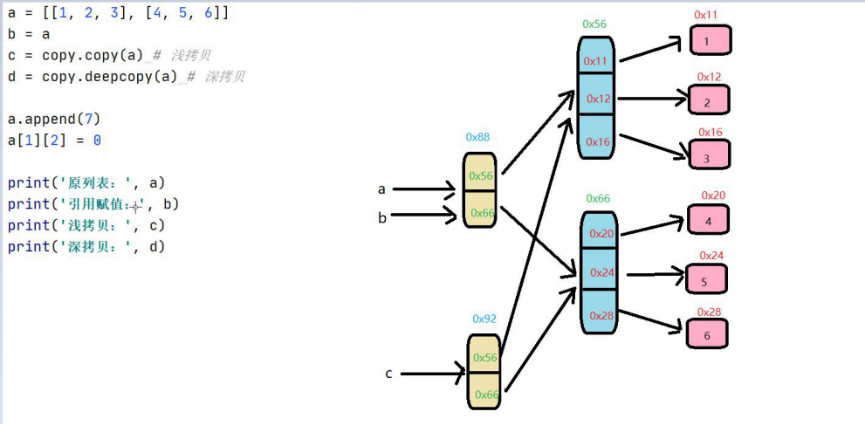 a = [[1, 2, 3], [4, 5, 6]]
b = a
c = copy.copy(a) # 浅拷贝
d = copy.deepcopy(a) # 深拷贝
a.append(7)
a[1][2] = 0
print('原列表：', a)
print('引用赋值：', b)
print('浅拷贝：', c)
print('深拷贝：', d)
a
b
0x88
0x56
0x66
c
0x92
0x56
0x66
0x56
0x11
0x12
0x16
0x66
0x20
0x24
0x28
0x11
1
0x12
2
0x16
3
0x20
4
0x24
5
0x28
6